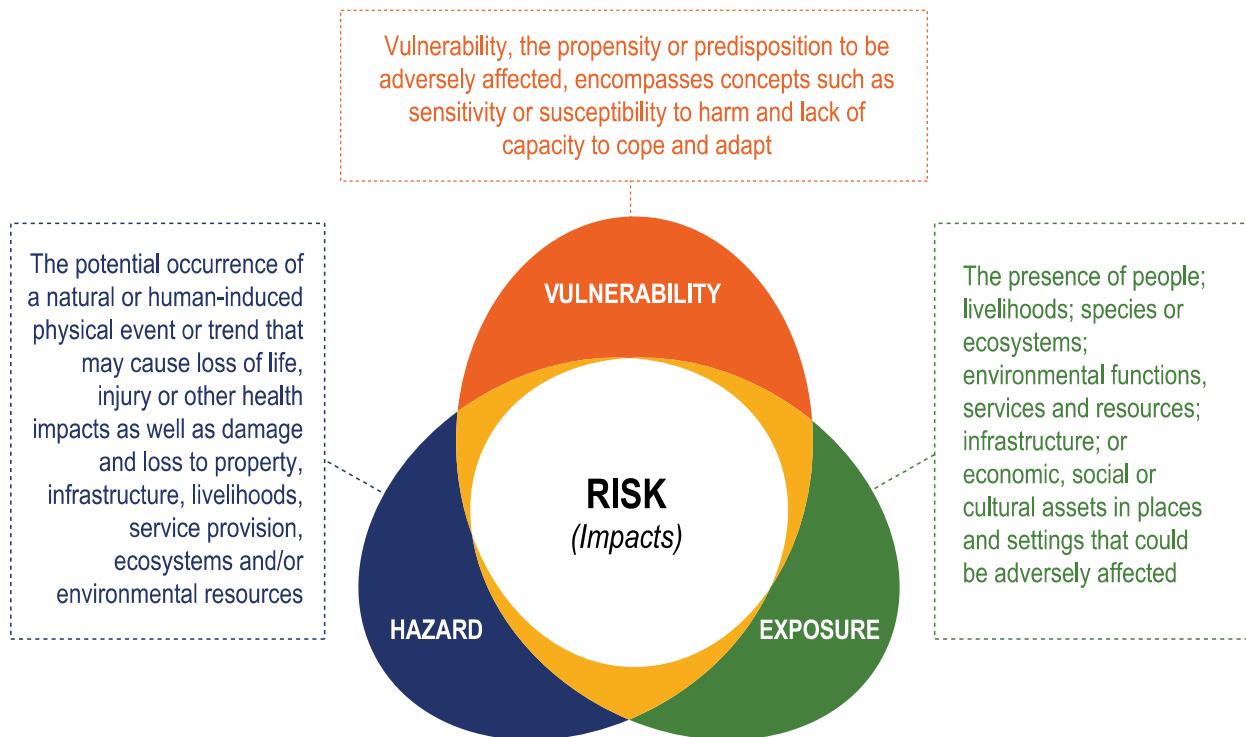 Vulnerability, the propensity or predisposition to be
adversely affected, encompasses concepts such as
sensitivity or susceptibility to harm and lack of
capacity to cope and adapt
The potential occurrence of
a natural or human-induced
physical event or trend that
may cause loss of life,
injury or other health
impacts as well as damage
and loss to property,
infrastructure, livelihoods,
service provision,
ecosystems and/or
environmental resources
VULNERABILITY
RISK
(Impacts)
HAZARD
EXPOSURE
The presence of people;
livelihoods; species or
ecosystems;
environmental functions,
services and resources;
infrastructure; or
economic, social or
cultural assets in places
and settings that could
be adversely affected